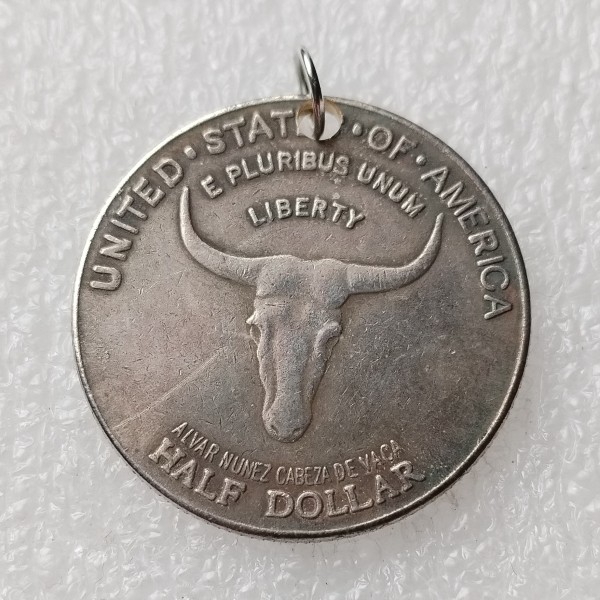 UNITED · STATES · OF · AMERICA
E PLURIBUS UNUM
LIBERTY
ALVAR NUNEZ CABEZA DE VACA
HALF DOLLAR